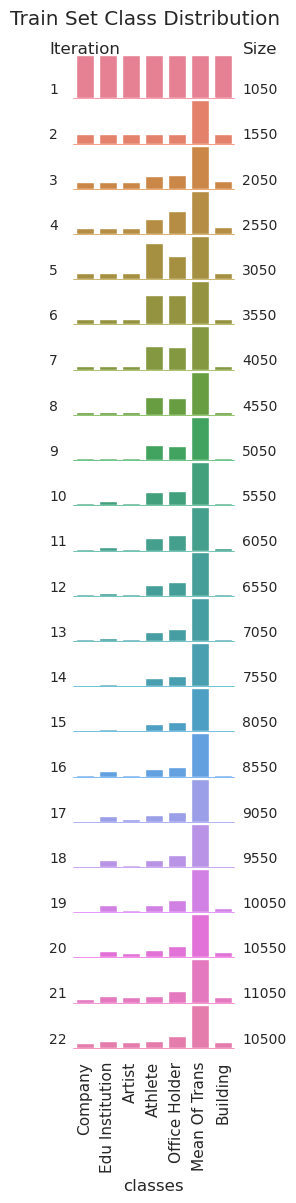 Train Set Class Distribution
Iteration Size
1 1050
2 1550
3 2050
4 2550
5 3050
6 3550
7 4050
8 4550
9 5050
10 5550
11 6050
12 6550
13 7050
14 7550
15 8050
16 8550
17 9050
18 9550
19 10050
20 10550
21 11050
22 10500
Company
Edu Institution
Artist
Athlete
Office Holder
Mean Of Trans
Building
classes